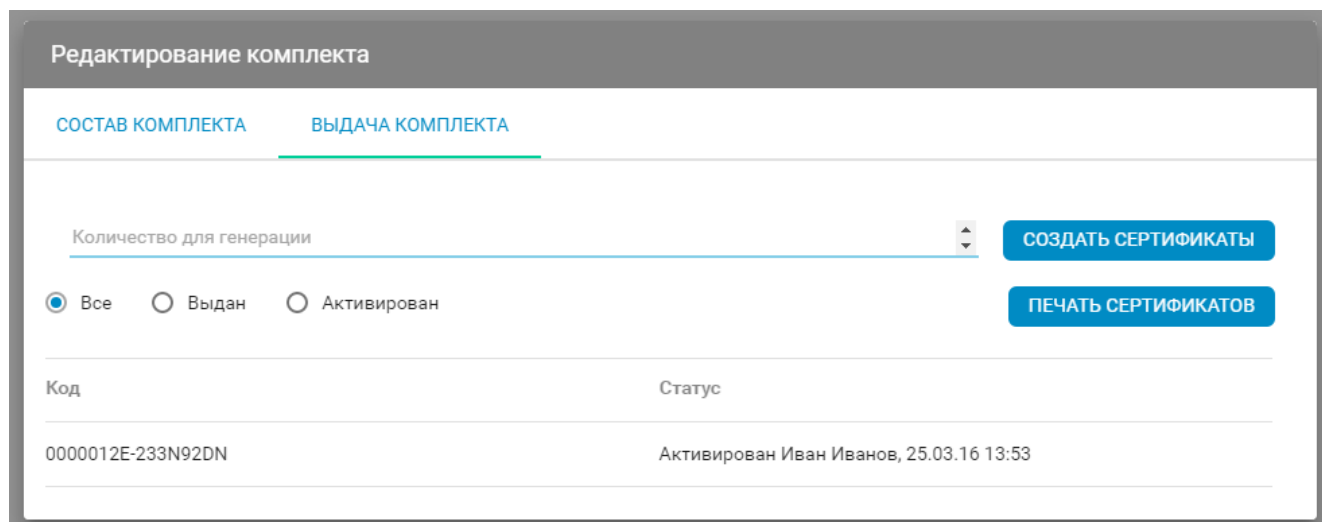 Редактирование комплекта
СОСТАВ КОМПЛЕКТА ВЫДАЧА КОМПЛЕКТА
Количество для генерации СОЗДАТЬ СЕРТИФИКАТЫ
Все Выдан Активирован ПЕЧАТЬ СЕРТИФИКАТОВ
Код Статус
0000012E-233N92DN Активирован Иван Иванов, 25.03.16 13:53